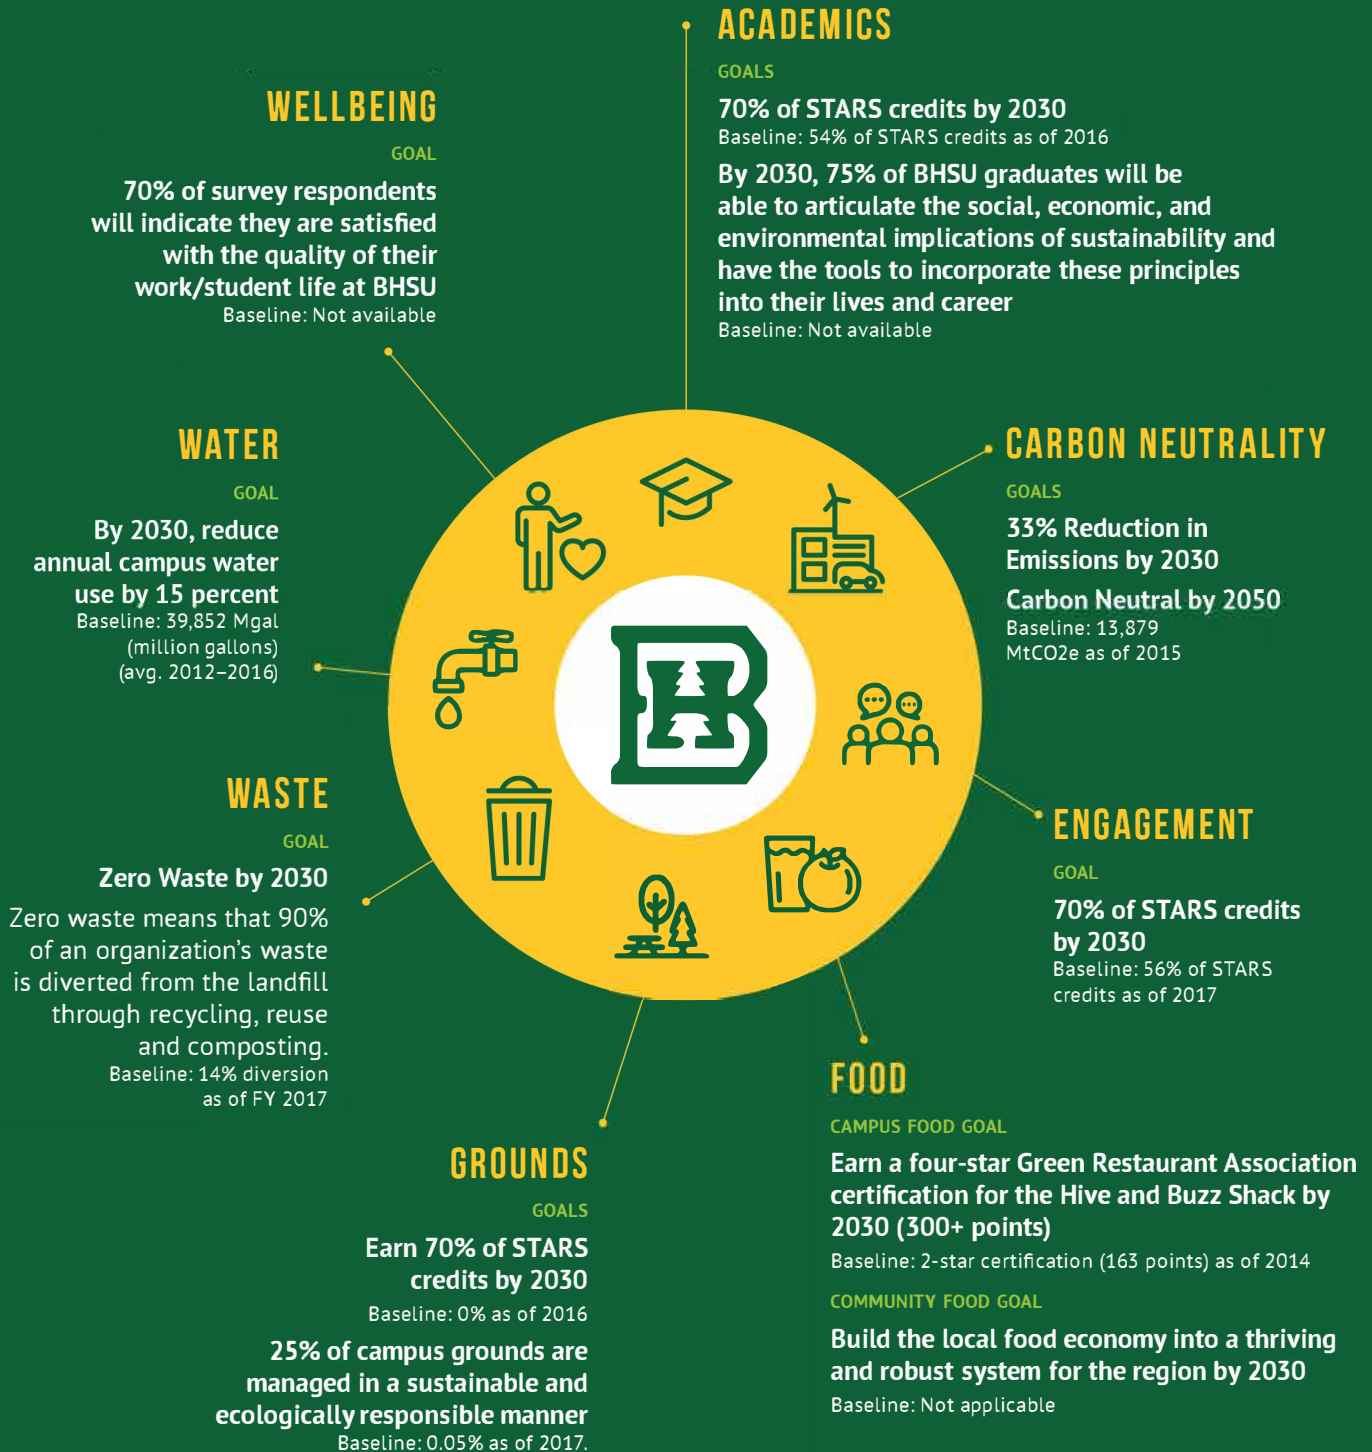 ACADEMICS
GOALS
70% of STARS credits by 2030
Baseline: 54% of STARS credits as of 2016
By 2030, 75% of BHSU graduates will be
able to articulate the social, economic, and
environmental implications of sustainability and
have the tools to incorporate these principles
into their lives and career
Baseline: Not available
WELLBEING
GOAL
70% of survey respondents
will indicate they are satisfied
with the quality of their
work/student life at BHSU
Baseline: Not available
CARBON NEUTRALITY
GOALS
33% Reduction in
Emissions by 2030
Carbon Neutral by 2050
Baseline: 13,879
MtCO2e as of 2015
WATER
GOAL
By 2030, reduce
annual campus water
use by 15 percent
Baseline: 39,852 Mgal
(million gallons)
(avg. 2012–2016)
BH
ENGAGEMENT
GOAL
70% of STARS credits
by 2030
Baseline: 56% of STARS
credits as of 2017
WASTE
GOAL
Zero Waste by 2030
Zero waste means that 90%
of an organization's waste
is diverted from the landfill
through recycling, reuse
and composting.
Baseline: 14% diversion
as of FY 2017
FOOD
CAMPUS FOOD GOAL
Earn a four-star Green Restaurant Association
certification for the Hive and Buzz Shack by
2030 (300+ points)
Baseline: 2-star certification (163 points) as of 2014
COMMUNITY FOOD GOAL
Build the local food economy into a thriving
and robust system for the region by 2030
Baseline: Not applicable
GROUNDS
GOALS
Earn 70% of STARS
credits by 2030
Baseline: 0% as of 2016
25% of campus grounds are
managed in a sustainable and
ecologically responsible manner
Baseline: 0.05% as of 2017.